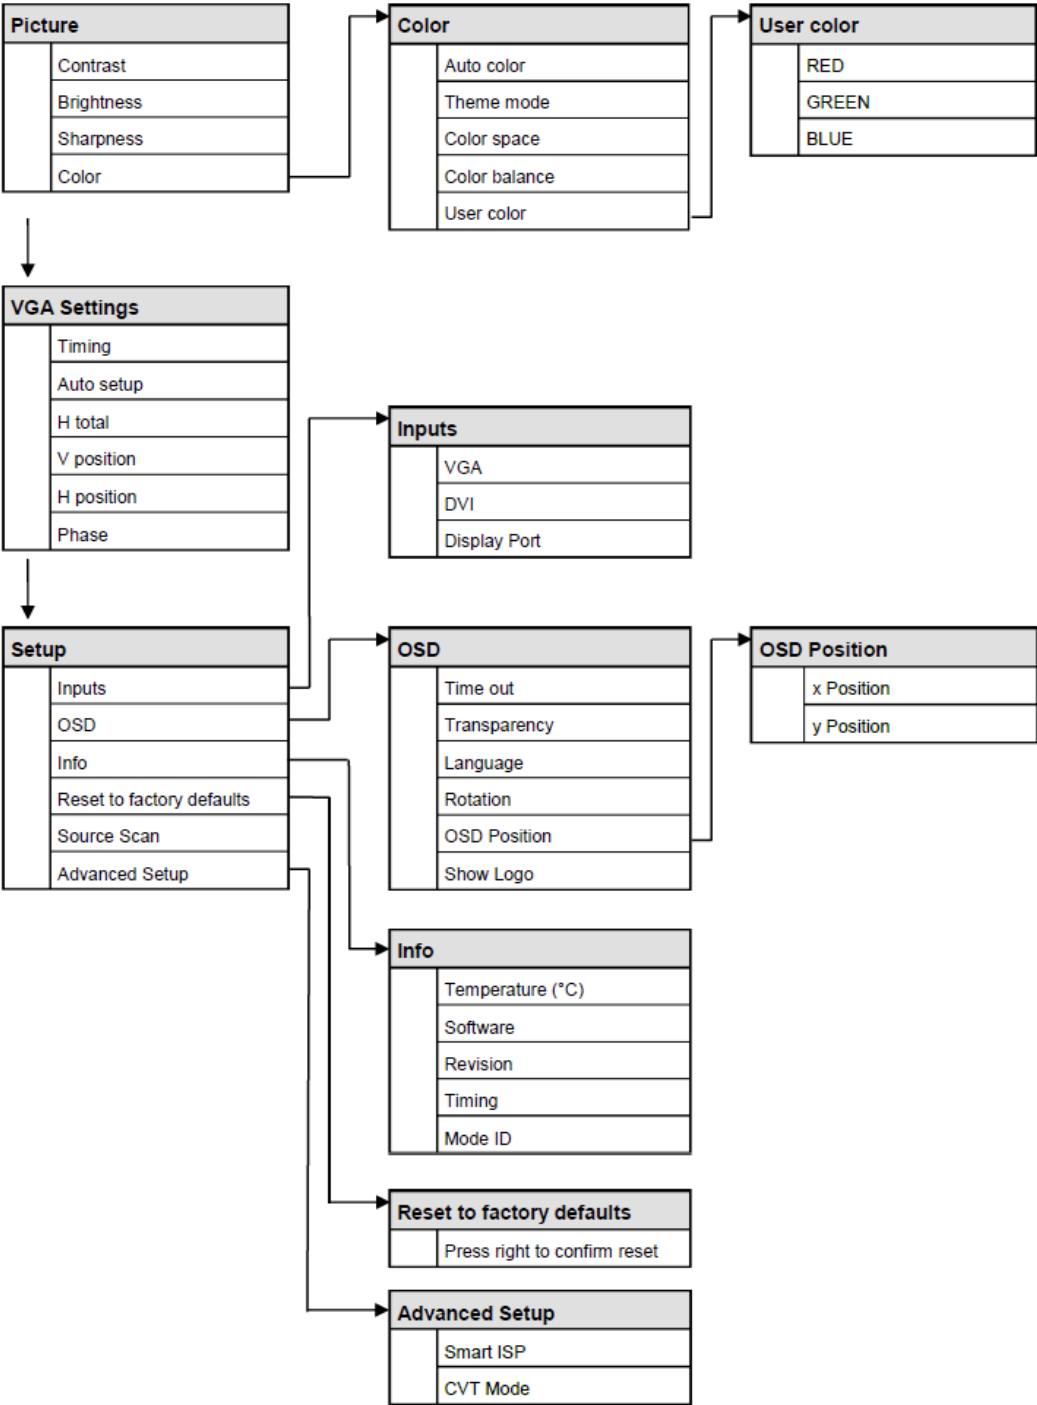 Picture
Contrast
Brightness
Sharpness
Color
Color
Auto color
Theme mode
Color space
Color balance
User color
User color
RED
GREEN
BLUE
VGA Settings
Timing
Auto setup
H total
V position
H position
Phase
Inputs
VGA
DVI
Display Port
Setup
Inputs
OSD
Info
Reset to factory defaults
Source Scan
Advanced Setup
OSD
Time out
Transparency
Language
Rotation
OSD Position
Show Logo
OSD Position
x Position
y Position
Info
Temperature (°C)
Software
Revision
Timing
Mode ID
Reset to factory defaults
Press right to confirm reset
Advanced Setup
Smart ISP
CVT Mode